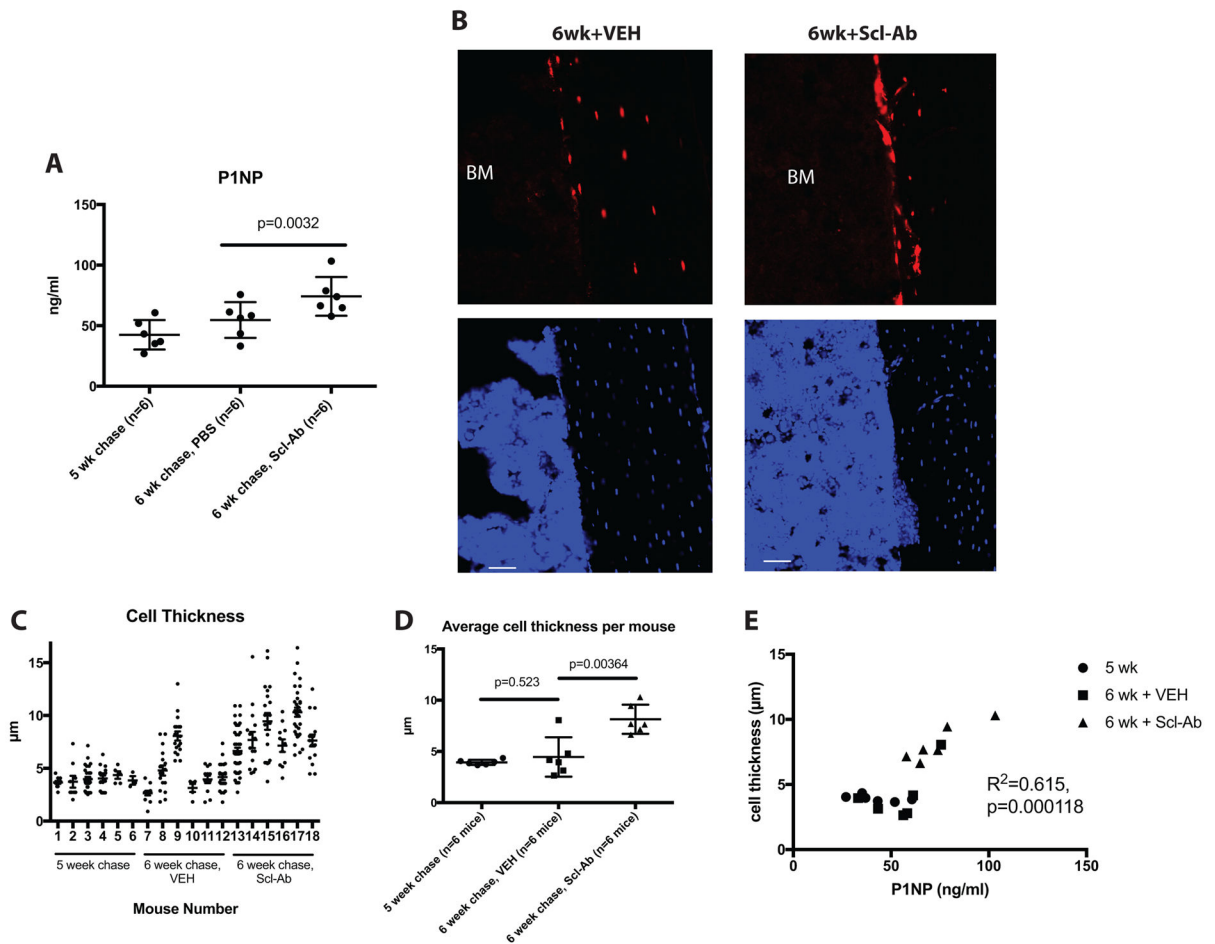 A
P1NP
150
100
50
0
ng/ml
p=0.0032
5 wk chase (n=6)
6 wk chase, PBS (n=6)
6 wk chase, Scl-Ab (n=6)
B
6wk+VEH
6wk+Scl-Ab
BM
BM
C
Cell Thickness
15
10
5
0
µm
1 2 3 4 5 6 7 8 9 10 11 12 13 14 15 16 17 18
5 week chase
6 week chase,
VEH
6 week chase,
Scl-Ab
Mouse Number
D
Average cell thickness per mouse
15
10
5
0
µm
p=0.523
p=0.00364
5 week chase (n=6 mice)
6 week chase, VEH (n=6 mice)
6 week chase, Scl-Ab (n=6 mice)
E
15
10
5
0
cell thickness (µm)
0 50 100 150
P1NP (ng/ml)
5 wk
6 wk + VEH
6 wk + Scl-Ab
R²=0.615,
p=0.000118